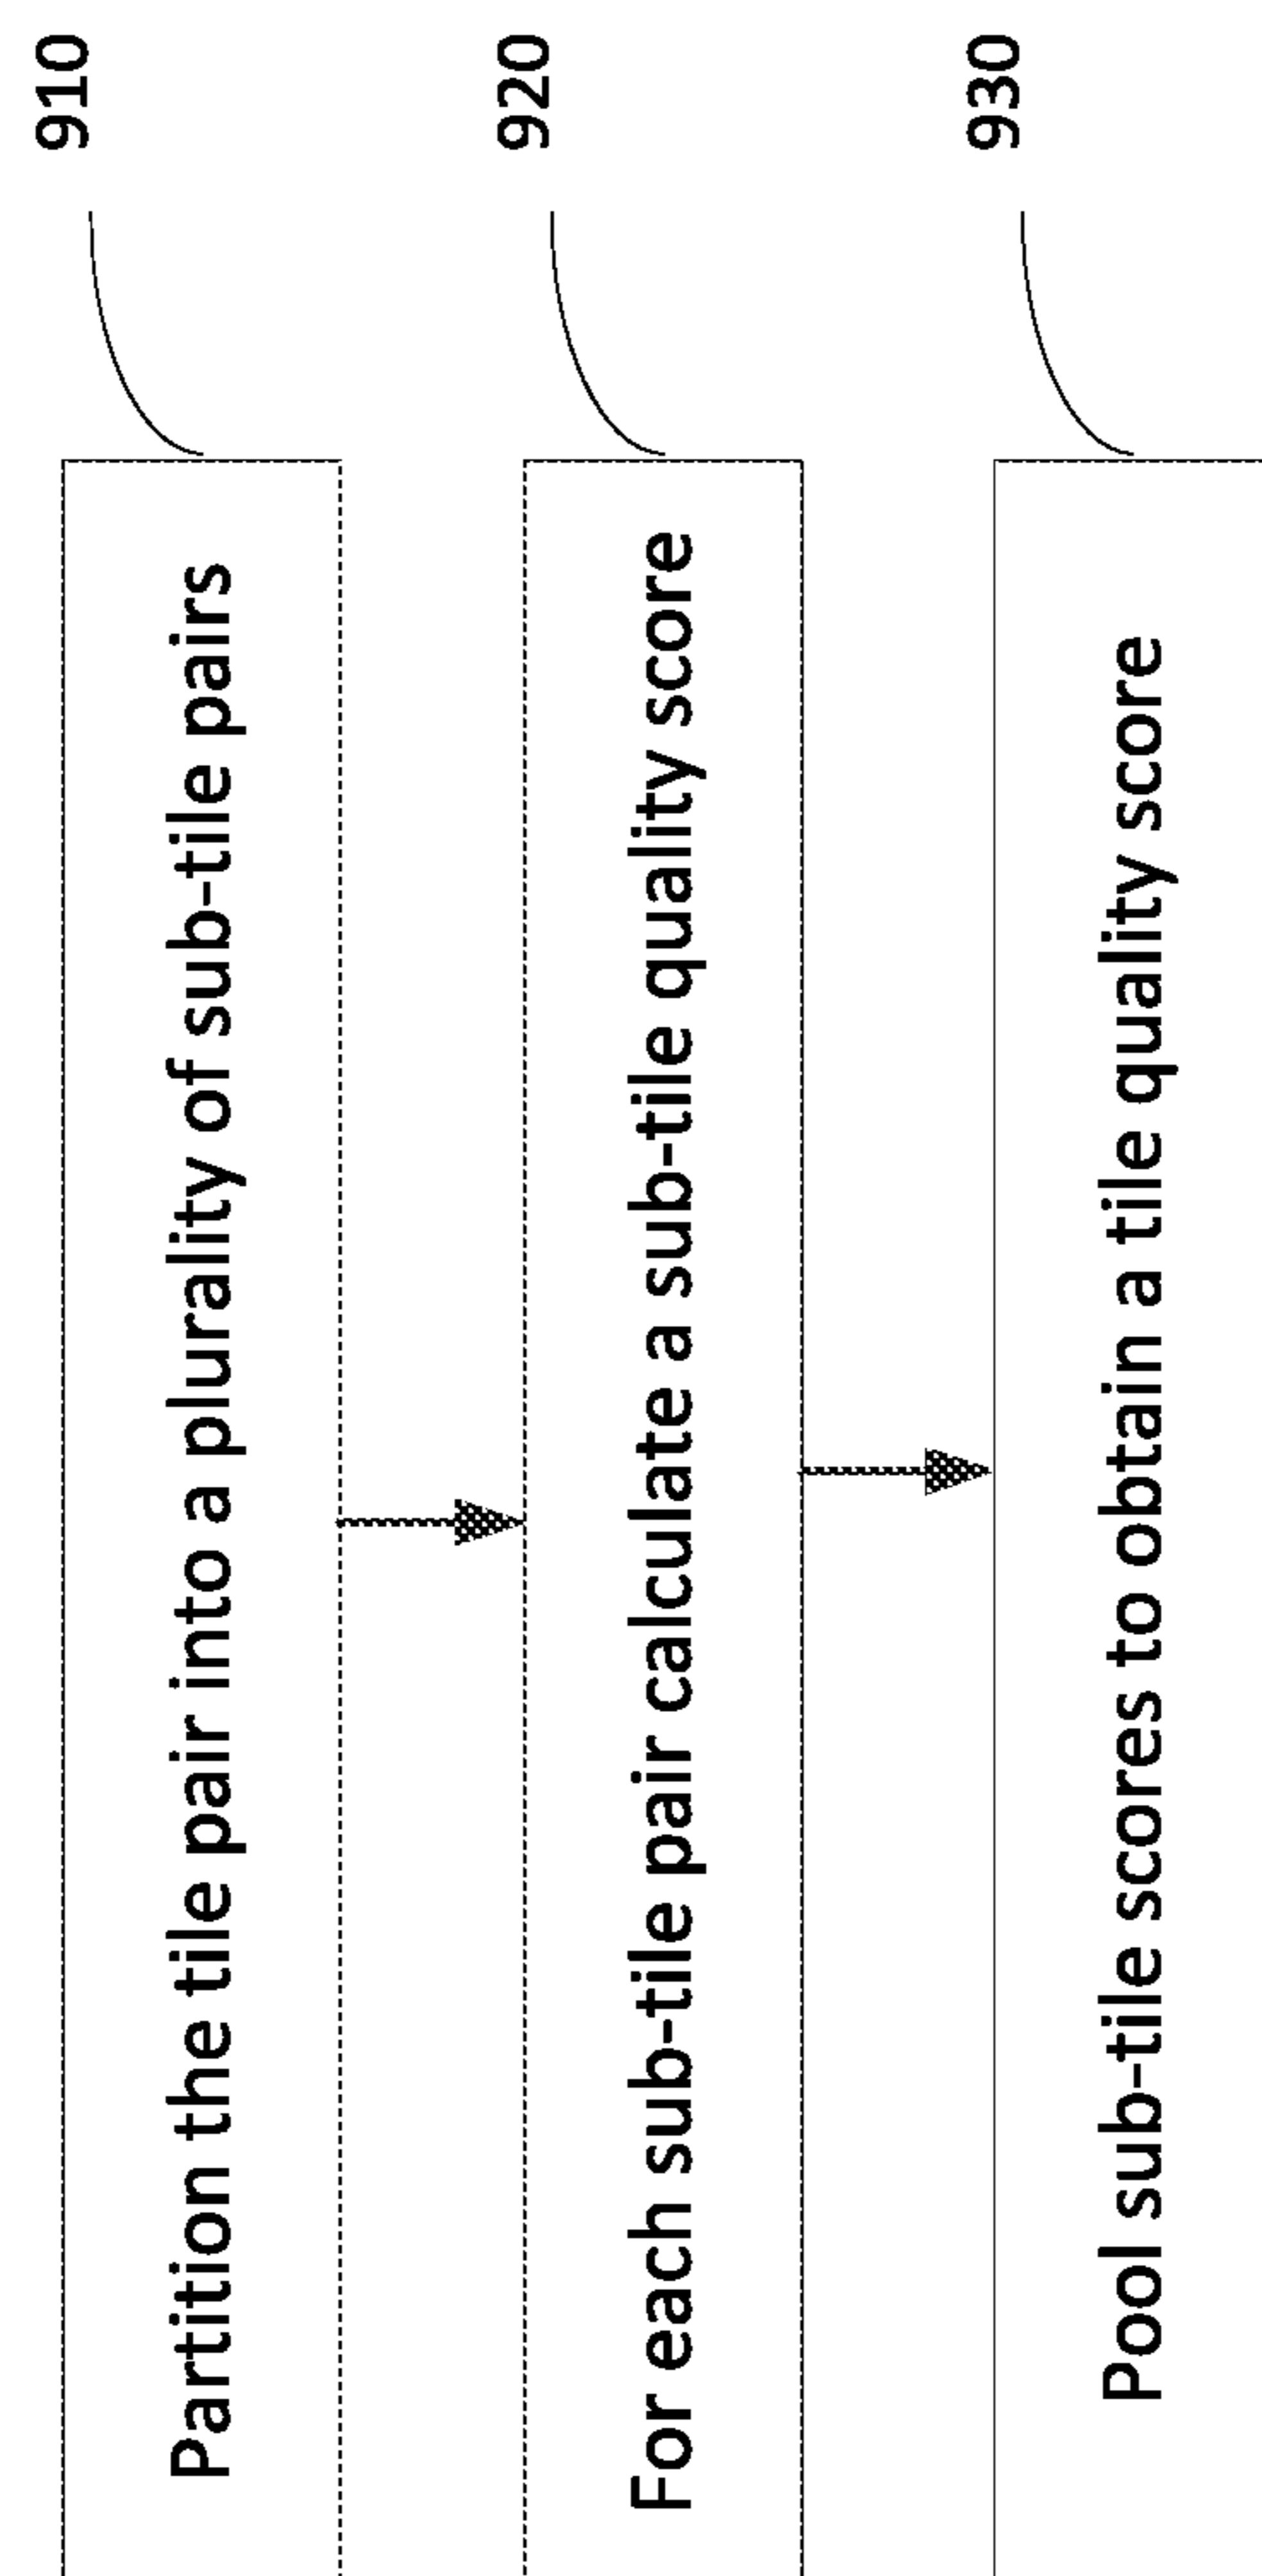 910
Partition the tile pair into a plurality of sub-tile pairs
920
For each sub-tile pair calculate a sub-tile quality score
930
Pool sub-tile scores to obtain a tile quality score